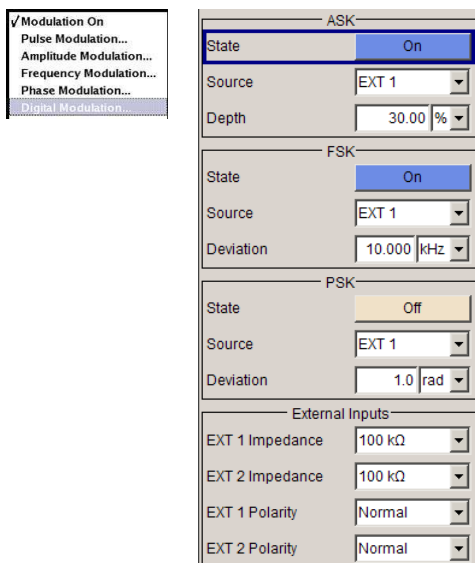 ✓ Modulation On
Pulse Modulation...
Amplitude Modulation...
Frequency Modulation...
Phase Modulation...
Digital Modulation...
ASK
State On
Source EXT 1
Depth 30.00 %
FSK
State On
Source EXT 1
Deviation 10.000 kHz
PSK
State Off
Source EXT 1
Deviation 1.0 rad
External Inputs
EXT 1 Impedance 100 kΩ
EXT 2 Impedance 100 kΩ
EXT 1 Polarity Normal
EXT 2 Polarity Normal